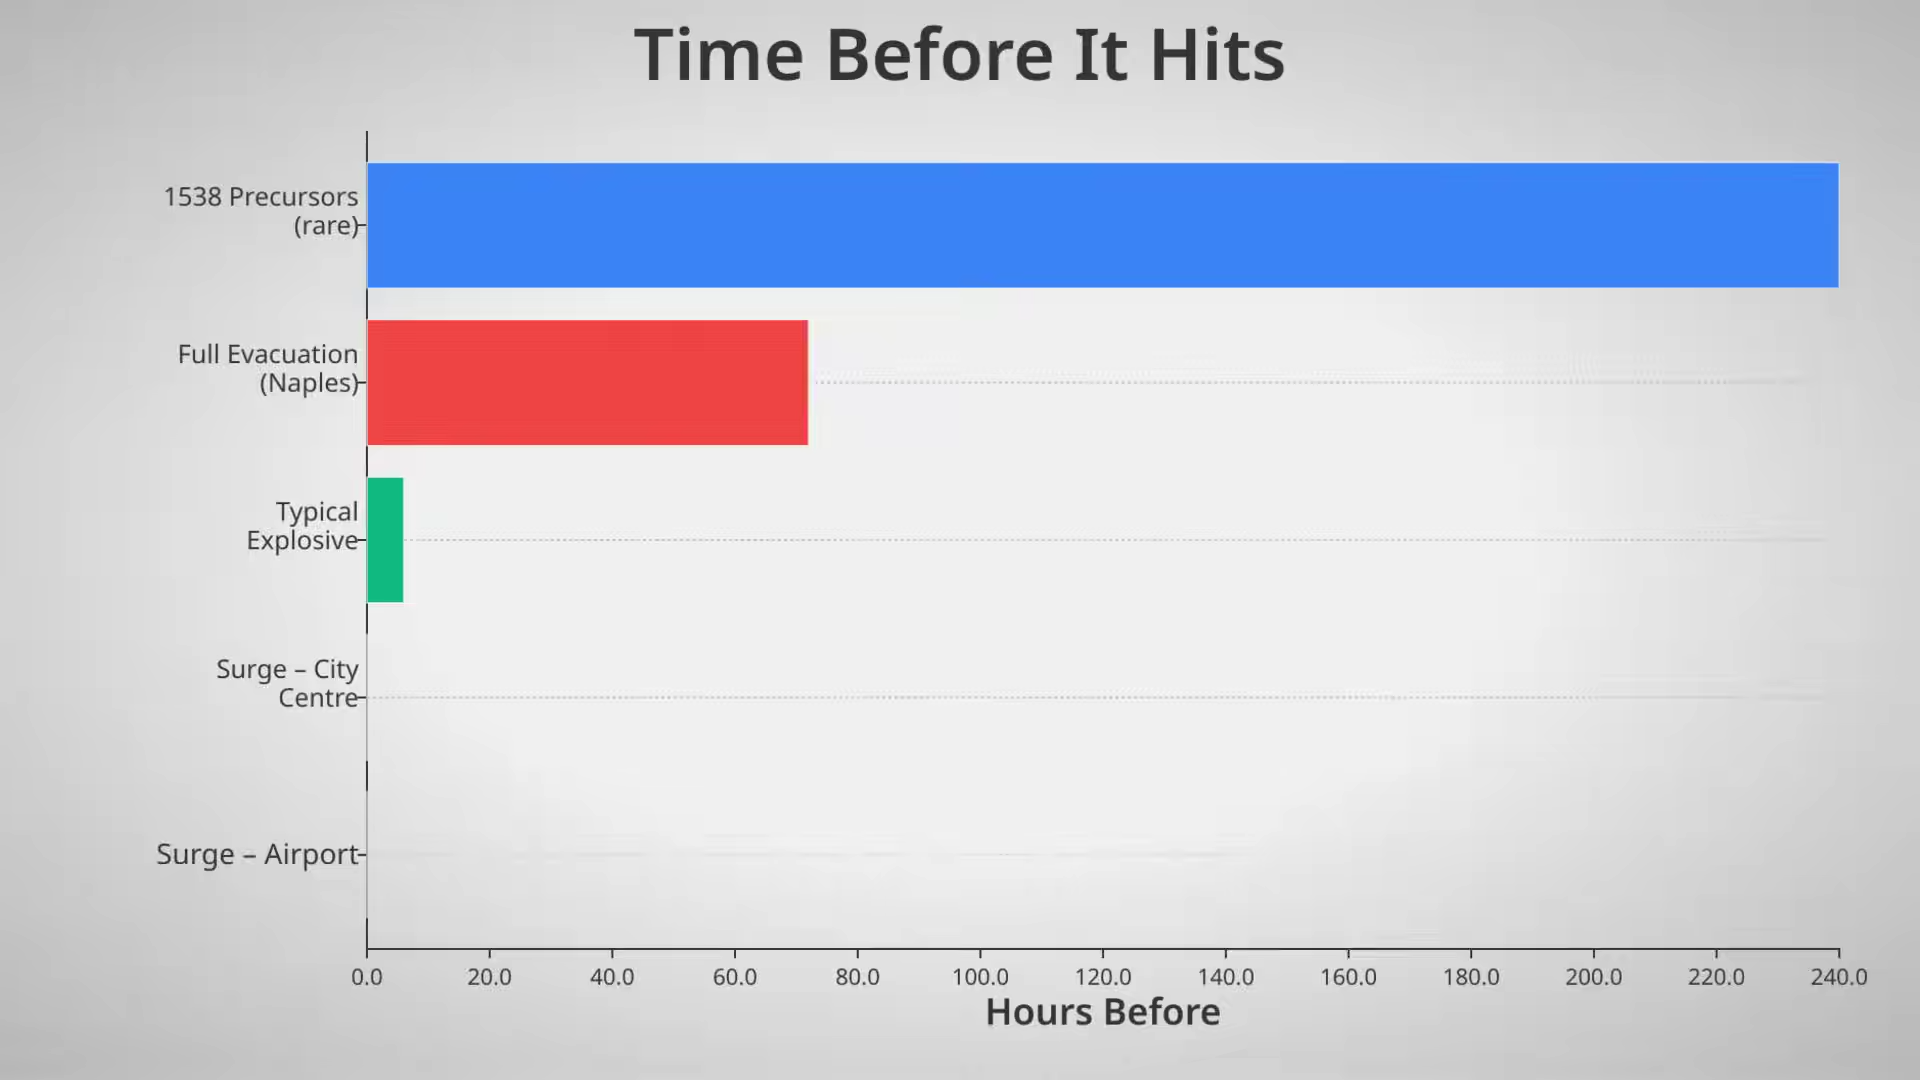 Time Before It Hits
1538 Precursors
(rare)
Full Evacuation
(Naples)
Typical
Explosive
Surge – City
Centre
Surge – Airport
0.0 20.0 40.0 60.0 80.0 100.0 120.0 140.0 160.0 180.0 200.0 220.0 240.0
Hours Before